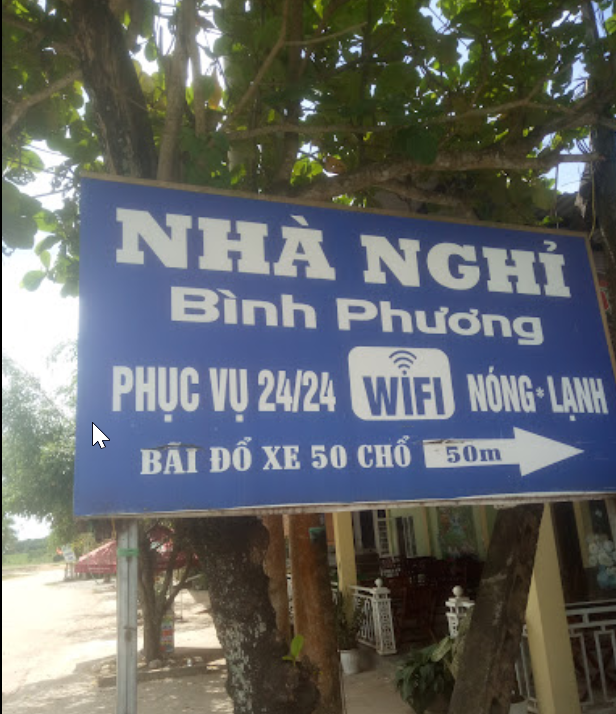 NHÀ NGHỈ
Bình Phương
PHỤC VỤ 24/24 WiFI NÓNG*LẠNH
BÃI ĐỔ XE 50 CHỔ 50m